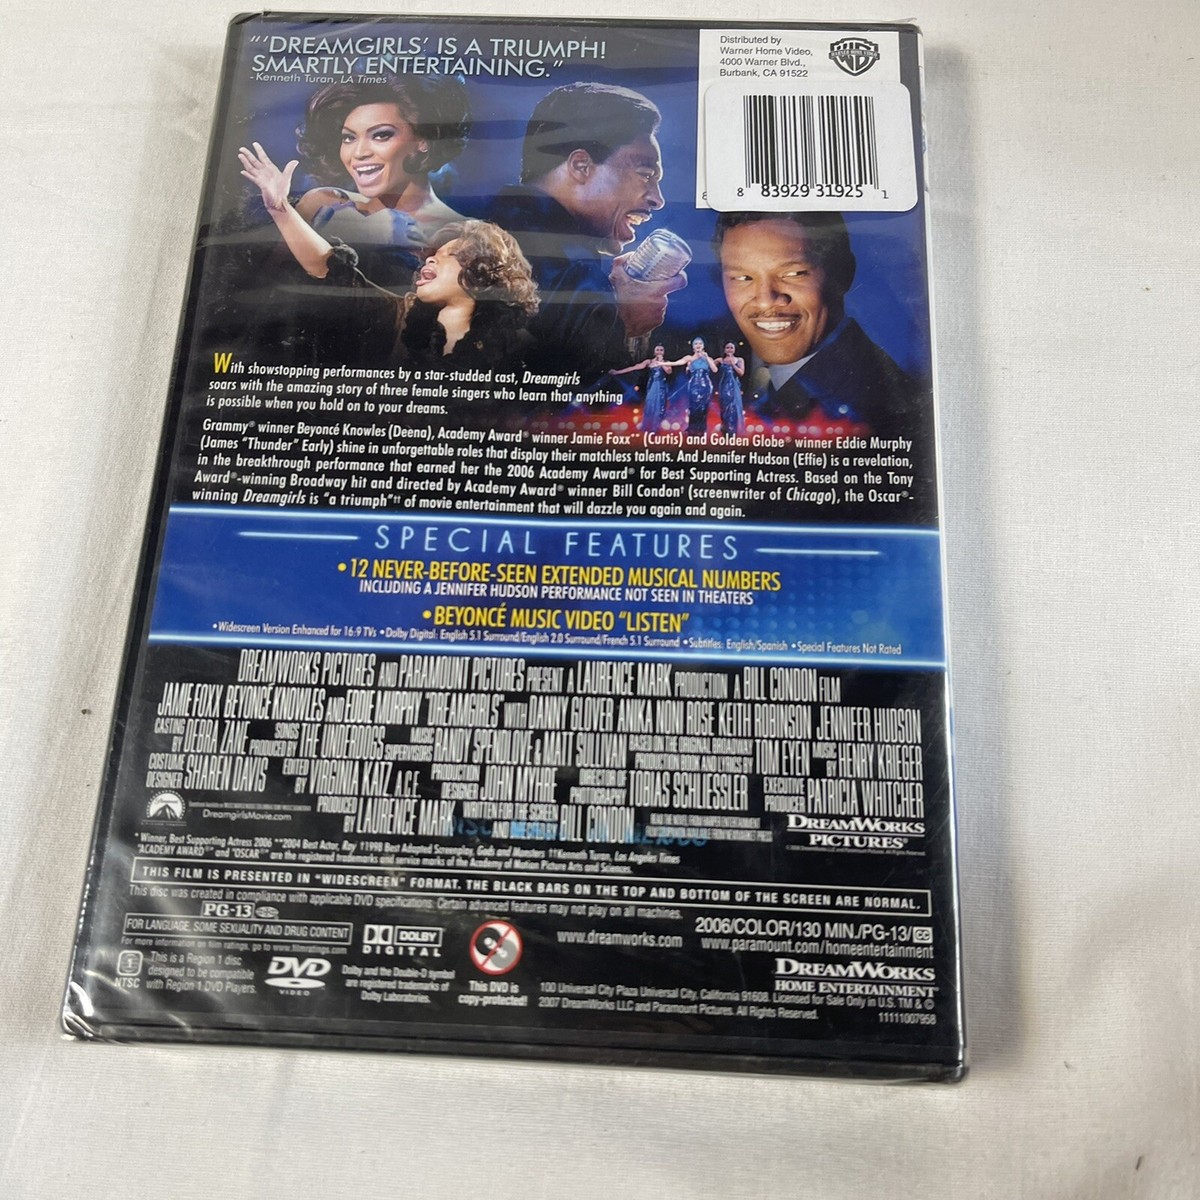 "'DREAMGIRLS' IS A TRIUMPH!
SMARTLY ENTERTAINING."
- Kenneth Turan, LA Times
Distributed by
Warner Home Video,
4000 Warner Blvd.,
Burbank, CA 91522
8 83929 31925 1
With showstopping performances by a star-studded cast, Dreamgirls
soars with the amazing story of three female singers who learn that anything
is possible when you hold on to your dreams.
Grammy® winner Beyoncé Knowles (Deena), Academy Award® winner Jamie Foxx** (Curtis) and Golden Globe® winner Eddie Murphy
(James "Thunder" Early) shine in unforgettable roles that display their matchless talents. And Jennifer Hudson (Effie) is a revelation,
in the breakthrough performance that earned her the 2006 Academy Award® for Best Supporting Actress. Based on the Tony
Award®-winning Broadway hit and directed by Academy Award® winner Bill Condon† (screenwriter of Chicago), the Oscar®-
winning Dreamgirls is "a triumph"†† of movie entertainment that will dazzle you again and again.
SPECIAL FEATURES
• 12 NEVER-BEFORE-SEEN EXTENDED MUSICAL NUMBERS
INCLUDING A JENNIFER HUDSON PERFORMANCE NOT SEEN IN THEATERS
• BEYONCÉ MUSIC VIDEO "LISTEN"
• Widescreen Version Enhanced for 16:9 TVs • Dolby Digital: English 5.1 Surround/English 2.0 Surround/French 5.1 Surround • Subtitles: English/Spanish • Special Features Not Rated
DREAMWORKS PICTURES AND PARAMOUNT PICTURES PRESENT A LAURENCE MARK PRODUCTION A BILL CONDON FILM
JAMIE FOXX BEYONCÉ KNOWLES AND EDDIE MURPHY "DREAMGIRLS" WITH DANNY GLOVER ANIKA NONI ROSE KEITH ROBINSON JENNIFER HUDSON
CASTING BY DEBRA ZANE SONGS PRODUCED BY THE UNDERDOGS MUSIC SUPERVISORS RANDY SPENDLOVE & MATT SULLIVAN BASED ON THE ORIGINAL BROADWAY PRODUCTION BOOK AND LYRICS BY TOM EYEN MUSIC BY HENRY KRIEGER
COSTUME DESIGNER SHAREN DAVIS EDITED BY VIRGINIA KATZ, A.C.E. PRODUCTION DESIGNER JOHN MYHRE DIRECTOR OF PHOTOGRAPHY TOBIAS SCHLIESSLER EXECUTIVE PRODUCER PATRICIA WHITCHER
PRODUCED BY LAURENCE MARK WRITTEN FOR THE SCREEN AND DIRECTED BY BILL CONDON
Paramount
DreamgirlsMovie.com
DREAMWORKS
PICTURES®
* Winner, Best Supporting Actress 2006 **2004 Best Actor, Ray †1998 Best Adapted Screenplay, Gods and Monsters ††Kenneth Turan, Los Angeles Times
"ACADEMY AWARD®" and "OSCAR®" are the registered trademarks and service marks of the Academy of Motion Picture Arts and Sciences.
THIS FILM IS PRESENTED IN "WIDESCREEN" FORMAT. THE BLACK BARS ON THE TOP AND BOTTOM OF THE SCREEN ARE NORMAL.
This disc was created in compliance with applicable DVD specifications. Certain advanced features may not play on all machines.
PG-13
FOR LANGUAGE, SOME SEXUALITY AND DRUG CONTENT
For more information on film ratings, go to www.filmratings.com
DOLBY
DIGITAL
www.dreamworks.com
2006/COLOR/130 MIN./PG-13/CC
www.paramount.com/homeentertainment
1
NTSC
This is a Region 1 disc
designed to be compatible
with Region 1 DVD Players.
DVD
VIDEO
Dolby and the Double-D symbol
are registered trademarks of
Dolby Laboratories.
This DVD is
copy-protected!
DREAMWORKS
HOME ENTERTAINMENT
100 Universal City Plaza Universal City, California 91608. Licensed for Sale Only in U.S. TM & ©
2007 DreamWorks LLC and Paramount Pictures. All Rights Reserved.
11111007958